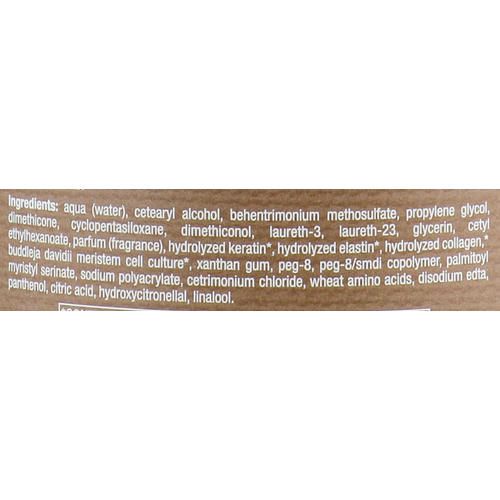 Ingredients: aqua (water), cetearyl alcohol, behentrimonium methosulfate, propylene glycol,
dimethicone, cyclopentasiloxane, dimethiconol, laureth-3, laureth-23, glycerin, cetyl
ethylhexanoate, parfum (fragrance), hydrolyzed keratin*, hydrolyzed elastin*, hydrolyzed collagen,*
buddleja davidii meristem cell culture*, xanthan gum, peg-8, peg-8/smdi copolymer, palmitoyl
myristyl serinate, sodium polyacrylate, cetrimonium chloride, wheat amino acids, disodium edta,
panthenol, citric acid, hydroxycitronellal, linalool.